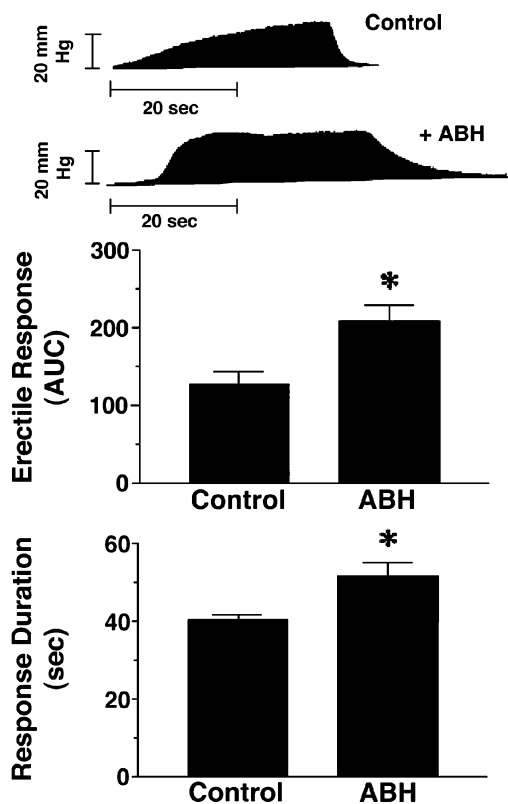 Control
20 mm
Hg
20 sec
+ ABH
20 mm
Hg
20 sec
Erectile Response
(AUC)
300
200
100
0
*
Control ABH
Response Duration
(sec)
60
40
20
0
*
Control ABH